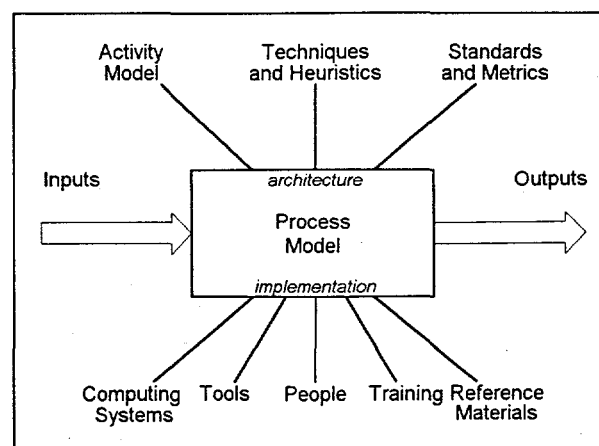 Activity
Model
Techniques
and Heuristics
Standards
and Metrics
Inputs
architecture
Outputs
Process
Model
implementation
Computing
Systems
Tools
People
Training
Reference
Materials